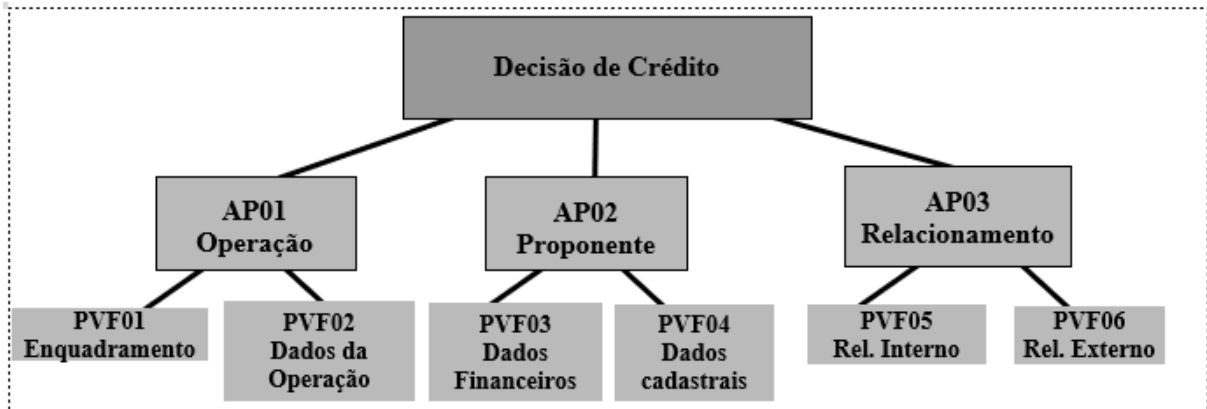 Decisão de Crédito
AP01
Operação
AP02
Proponente
AP03
Relacionamento
PVF01
Enquadramento
PVF02
Dados da
Operação
PVF03
Dados
Financeiros
PVF04
Dados
cadastrais
PVF05
Rel. Interno
PVF06
Rel. Externo